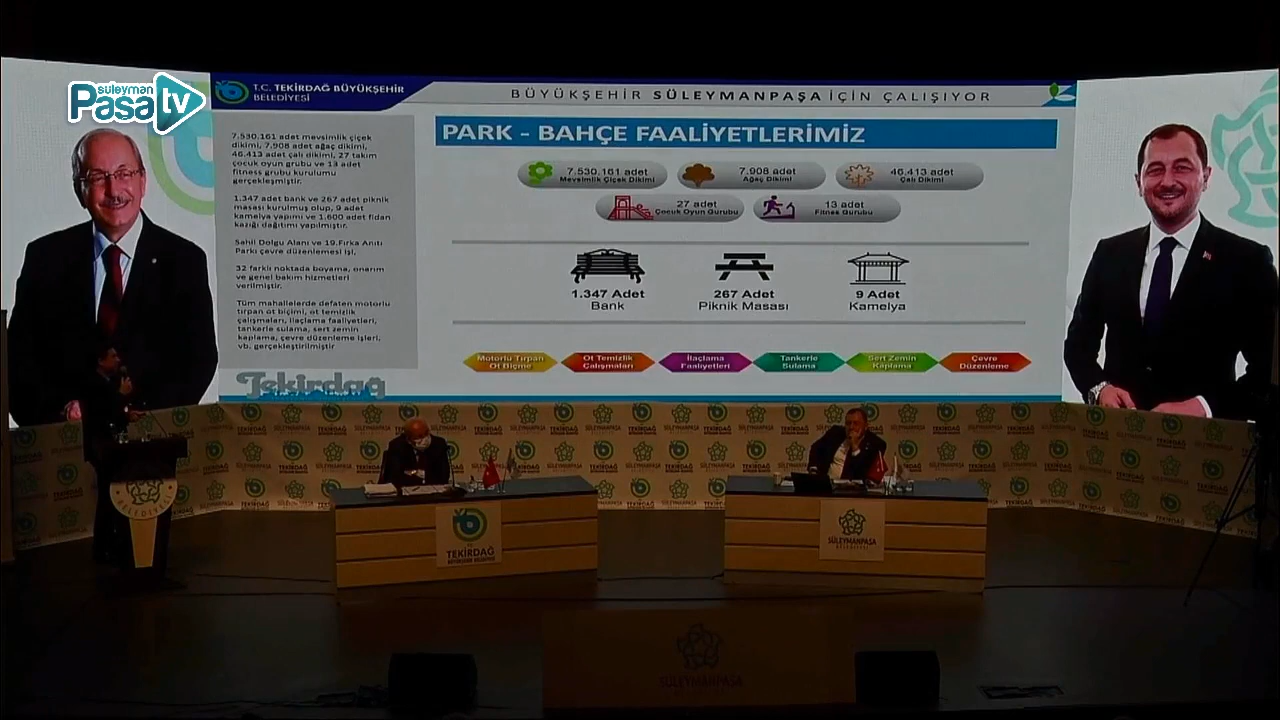 süleyman
Paşa tv
T.C. TEKİRDAĞ BÜYÜKŞEHİR
BELEDİYESİ
BÜYÜKŞEHİR SÜLEYMANPAŞA İÇİN ÇALIŞIYOR
7.530.161 adet mevsimlik çiçek
dikimi, 7.908 adet ağaç dikimi,
46.413 adet çalı dikimi, 27 takım
çocuk oyun grubu ve 13 adet
fitness grubu kurulumu
gerçekleşmiştir.
1.347 adet bank ve 267 adet piknik
masası kurulmuş olup, 9 adet
kamelya yapımı ve 1.600 adet fidan
kazığı dağıtımı yapılmıştır.
Sahil Dolgu Alanı ve 19.Fırka Anıtı
Parkı çevre düzenlemesi işi,
32 farklı noktada boyama, onarım
ve genel bakım hizmetleri
verilmiştir.
Tüm mahallelerde defaten motorlu
tırpan ot biçimi, ot temizlik
çalışmaları, ilaçlama faaliyetleri,
tankerle sulama, sert zemin
kaplama, çevre düzenleme işleri,
vb. gerçekleştirilmiştir
Tekirdağ
PARK - BAHÇE FAALİYETLERİMİZ
7.530.161 adet
Mevsimlik Çiçek Dikimi
7.908 adet
Ağaç Dikimi
46.413 adet
Çalı Dikimi
27 adet
Çocuk Oyun Gurubu
13 adet
Fitnes Gurubu
1.347 Adet
Bank
267 Adet
Piknik Masası
9 Adet
Kamelya
Motorlu Tırpan
Ot Biçme
Ot Temizlik
Çalışmaları
İlaçlama
Faaliyetleri
Tankerle
Sulama
Sert Zemin
Kaplama
Çevre
Düzenleme
BELEDİYESİ
TEKİRDAĞ
BÜYÜKŞEHİR BELEDİYESİ
SÜLEYMANPAŞA
BELEDİYESİ
SÜLEYMANPAŞA